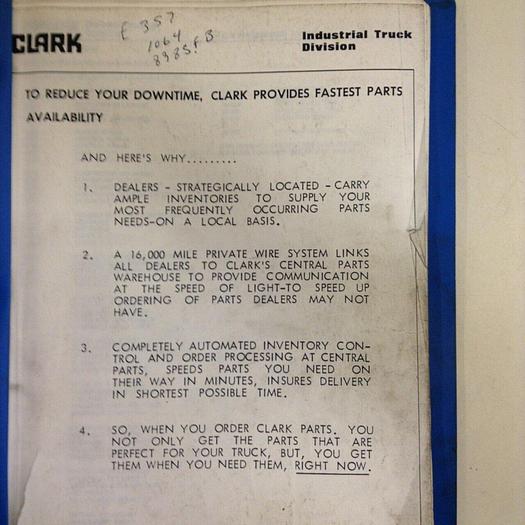 E 357
1064
CLARK
Industrial Truck
Division
TO REDUCE YOUR DOWNTIME, CLARK PROVIDES FASTEST PARTS
AVAILABILITY
AND HERE'S WHY.........
1. DEALERS - STRATEGICALLY LOCATED - CARRY
AMPLE INVENTORIES TO SUPPLY YOUR
MOST FREQUENTLY OCCURRING PARTS
NEEDS-ON A LOCAL BASIS.
2. A 16,000 MILE PRIVATE WIRE SYSTEM LINKS
ALL DEALERS TO CLARK'S CENTRAL PARTS
WAREHOUSE TO PROVIDE COMMUNICATION
AT THE SPEED OF LIGHT-TO SPEED UP
ORDERING OF PARTS DEALERS MAY NOT
HAVE.
3. COMPLETELY AUTOMATED INVENTORY CON-
TROL AND ORDER PROCESSING AT CENTRAL
PARTS, SPEEDS PARTS YOU NEED ON
THEIR WAY IN MINUTES, INSURES DELIVERY
IN SHORTEST POSSIBLE TIME.
4. SO, WHEN YOU ORDER CLARK PARTS. YOU
NOT ONLY GET THE PARTS THAT ARE
PERFECT FOR YOUR TRUCK, BUT, YOU GET
THEM WHEN YOU NEED THEM, RIGHT NOW.